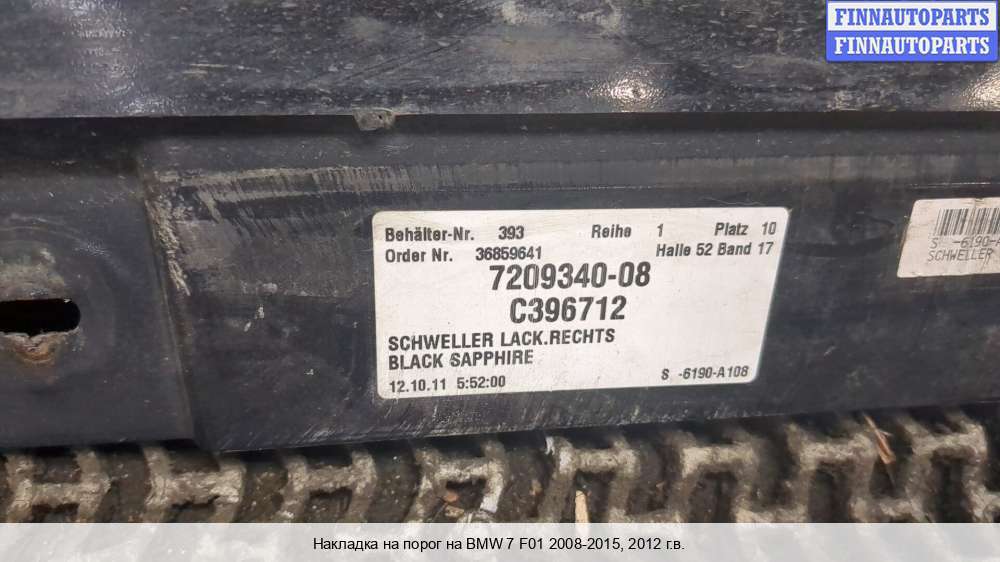 FINNAUTOPARTS
FINNAUTOPARTS
Behälter-Nr. 393 Reihe 1 Platz 10
Order Nr. 36859641 Halle 52 Band 17
7209340-08
C396712
SCHWELLER LACK.RECHTS
BLACK SAPPHIRE
12.10.11 5:52:00 S -6190-A108
S -6190-
SCHWELLER
Накладка на порог на BMW 7 F01 2008-2015, 2012 г.в.